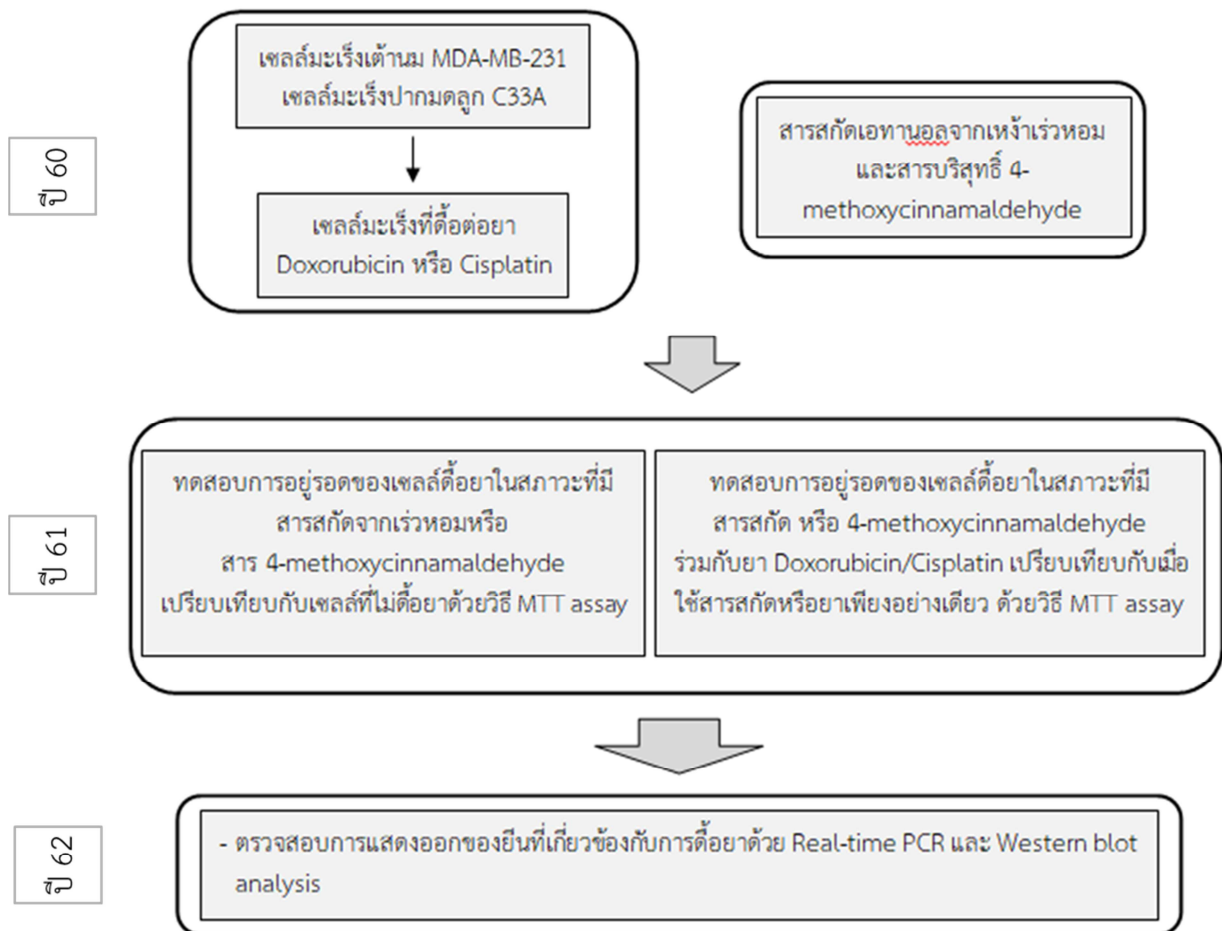 ปี 60
เซลล์มะเร็งเต้านม MDA-MB-231
เซลล์มะเร็งปากมดลูก C33A
เซลล์มะเร็งที่ดื้อต่อยา
Doxorubicin หรือ Cisplatin
สารสกัดเอทานอลจากเหง้าเร่วหอม
และสารบริสุทธิ์ 4-
methoxycinnamaldehyde
ปี 61
ทดสอบการอยู่รอดของเซลล์ดื้อยาในสภาวะที่มี
สารสกัดจากเร่วหอมหรือ
สาร 4-methoxycinnamaldehyde
เปรียบเทียบกับเซลล์ที่ไม่ดื้อยาด้วยวิธี MTT assay
ทดสอบการอยู่รอดของเซลล์ดื้อยาในสภาวะที่มี
สารสกัด หรือ 4-methoxycinnamaldehyde
ร่วมกับยา Doxorubicin/Cisplatin เปรียบเทียบกับเมื่อ
ใช้สารสกัดหรือยาเพียงอย่างเดียว ด้วยวิธี MTT assay
ปี 62
- ตรวจสอบการแสดงออกของยีนที่เกี่ยวข้องกับการดื้อยาด้วย Real-time PCR และ Western blot
analysis